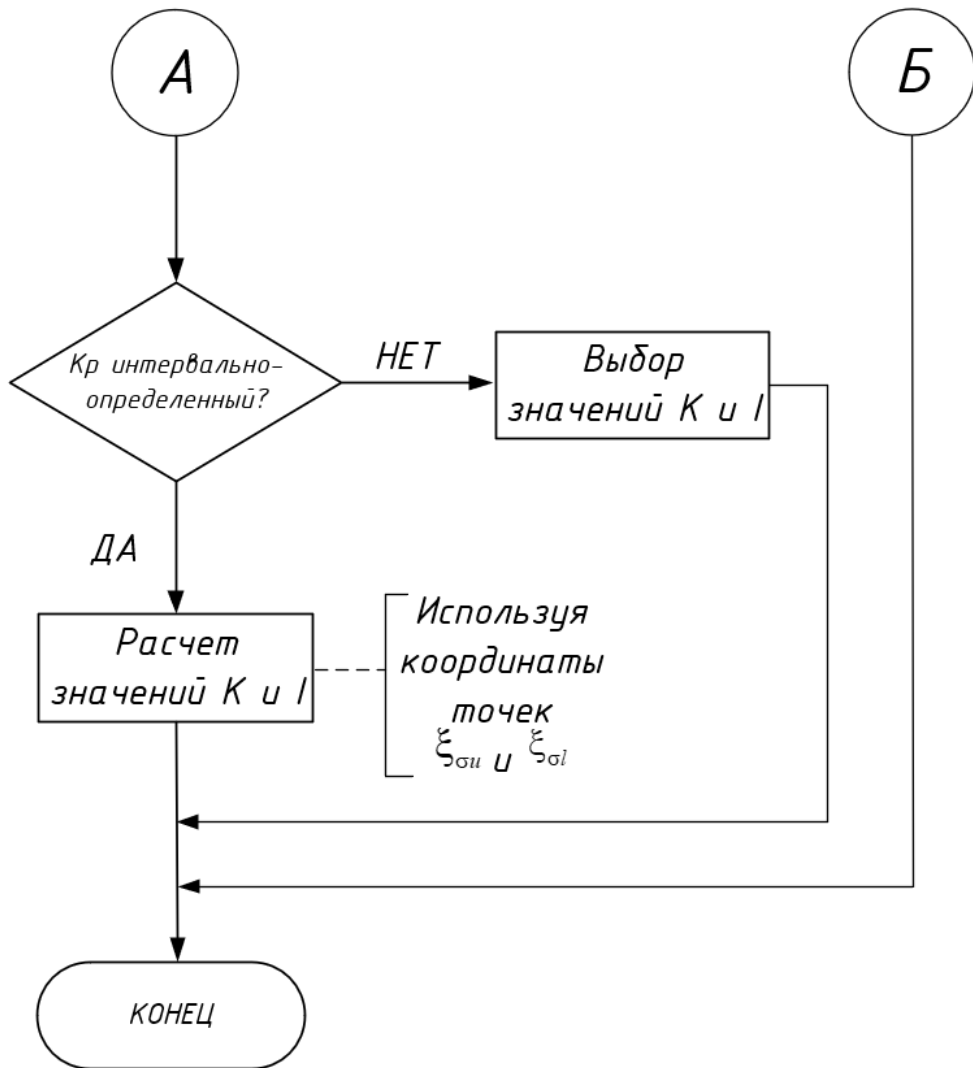 А
Б
Кр интервально-
определенный?
НЕТ
Выбор
значений К и I
ДА
Расчет
значений К и I
Используя
координаты
точек
ξσu и ξσl
КОНЕЦ